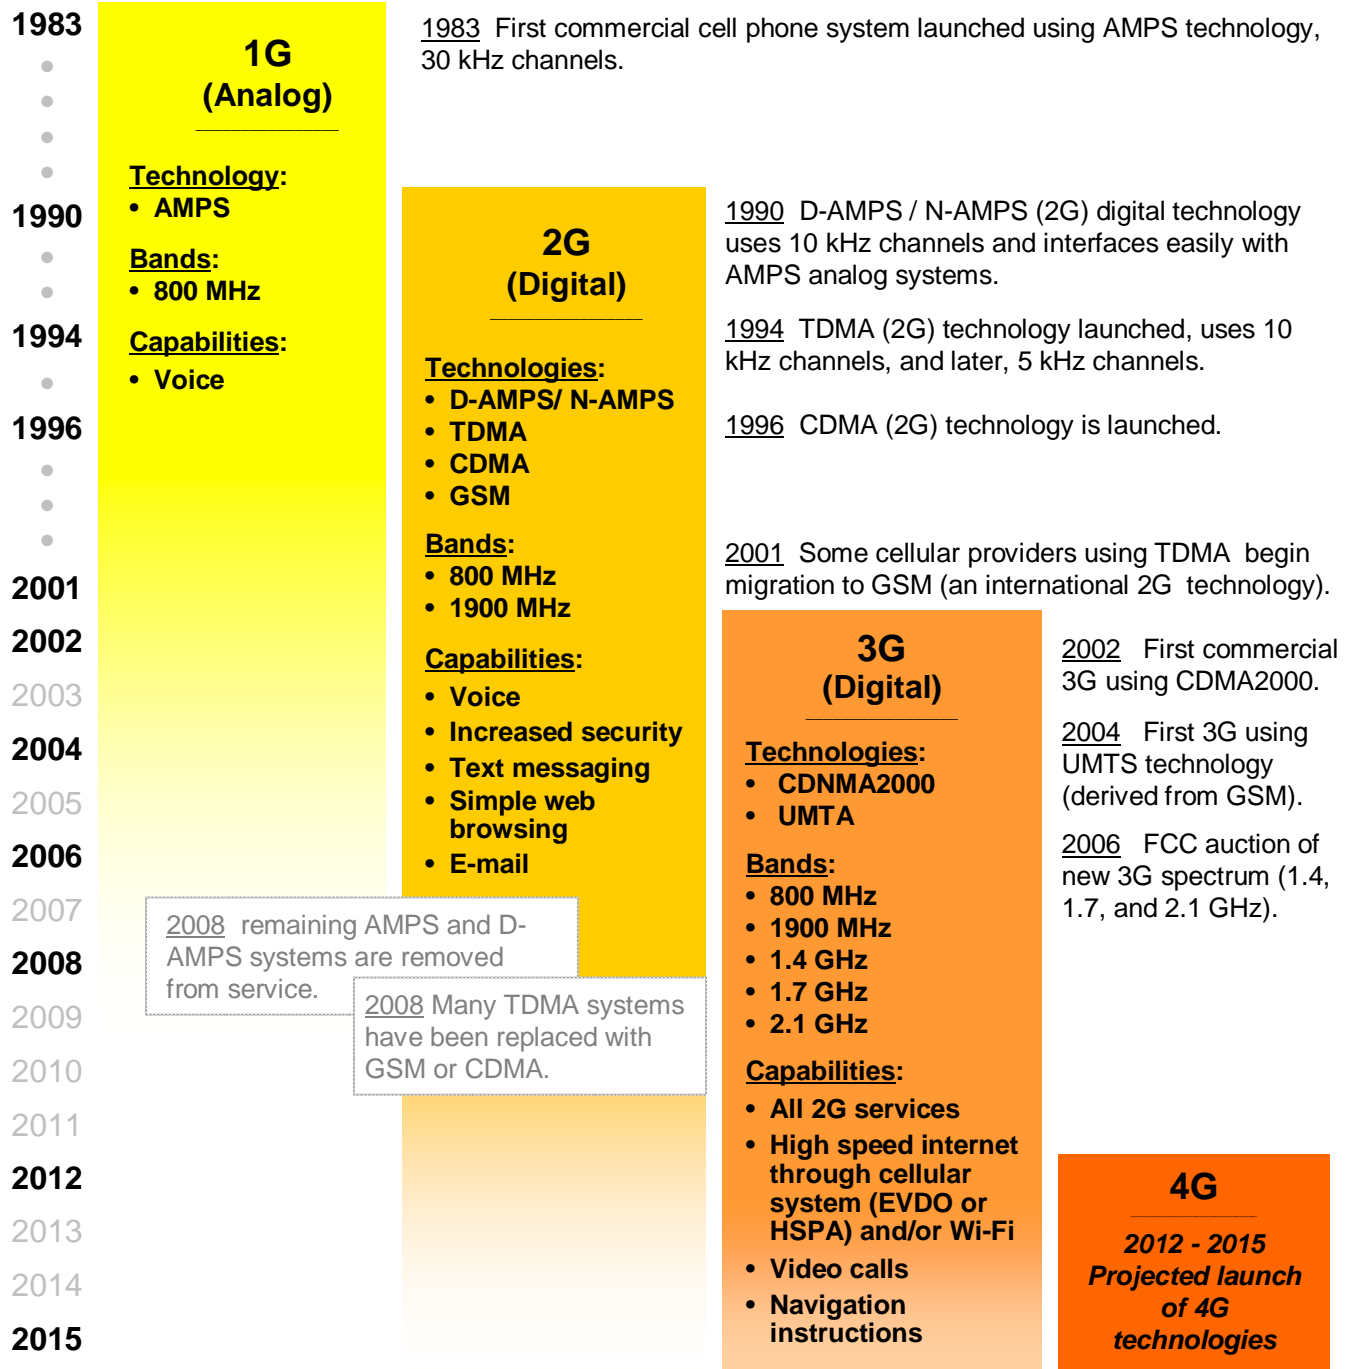 1983
1990
1994
1996
2001
2002
2003
2004
2005
2006
2007
2008
2009
2010
2011
2012
2013
2014
2015
1G
(Analog)
Technology:
• AMPS
Bands:
• 800 MHz
Capabilities:
• Voice
1983 First commercial cell phone system launched using AMPS technology,
30 kHz channels.
2G
(Digital)
Technologies:
• D-AMPS/ N-AMPS
• TDMA
• CDMA
• GSM
Bands:
• 800 MHz
• 1900 MHz
Capabilities:
• Voice
• Increased security
• Text messaging
• Simple web
browsing
• E-mail
1990 D-AMPS / N-AMPS (2G) digital technology
uses 10 kHz channels and interfaces easily with
AMPS analog systems.
1994 TDMA (2G) technology launched, uses 10
kHz channels, and later, 5 kHz channels.
1996 CDMA (2G) technology is launched.
2001 Some cellular providers using TDMA begin
migration to GSM (an international 2G technology).
2008 remaining AMPS and D-
AMPS systems are removed
from service.
2008 Many TDMA systems
have been replaced with
GSM or CDMA.
3G
(Digital)
Technologies:
• CDNMA2000
• UMTA
Bands:
• 800 MHz
• 1900 MHz
• 1.4 GHz
• 1.7 GHz
• 2.1 GHz
Capabilities:
• All 2G services
• High speed internet
through cellular
system (EVDO or
HSPA) and/or Wi-Fi
• Video calls
• Navigation
instructions
2002 First commercial
3G using CDMA2000.
2004 First 3G using
UMTS technology
(derived from GSM).
2006 FCC auction of
new 3G spectrum (1.4,
1.7, and 2.1 GHz).
4G
2012 - 2015
Projected launch
of 4G
technologies